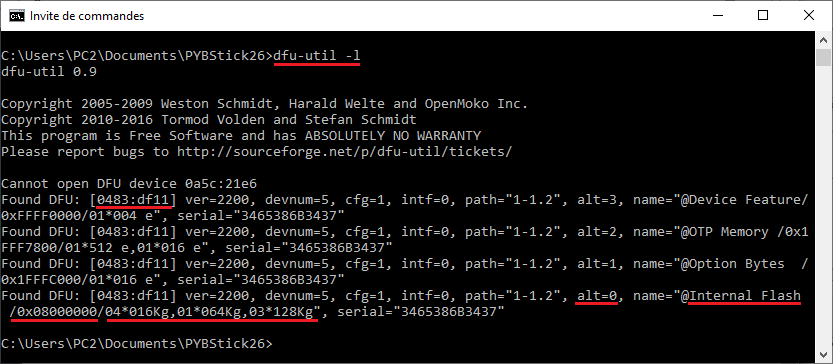 Invite de commandes
C:\Users\PC2\Documents\PYBStick26>dfu-util -l
dfu-util 0.9
Copyright 2005-2009 Weston Schmidt, Harald Welte and OpenMoko Inc.
Copyright 2010-2016 Tormod Volden and Stefan Schmidt
This program is Free Software and has ABSOLUTELY NO WARRANTY
Please report bugs to http://sourceforge.net/p/dfu-util/tickets/
Cannot open DFU device 0a5c:21e6
Found DFU: [0483:df11] ver=2200, devnum=5, cfg=1, intf=0, path="1-1.2", alt=3, name="@Device Feature/
0xFFFF0000/01*004 e", serial="3465386B3437"
Found DFU: [0483:df11] ver=2200, devnum=5, cfg=1, intf=0, path="1-1.2", alt=2, name="@OTP Memory /0x1
FFF7800/01*512 e,01*016 e", serial="3465386B3437"
Found DFU: [0483:df11] ver=2200, devnum=5, cfg=1, intf=0, path="1-1.2", alt=1, name="@Option Bytes  /
0x1FFFC000/01*016 e", serial="3465386B3437"
Found DFU: [0483:df11] ver=2200, devnum=5, cfg=1, intf=0, path="1-1.2", alt=0, name="@Internal Flash
/0x08000000/04*016Kg,01*064Kg,03*128Kg", serial="3465386B3437"
C:\Users\PC2\Documents\PYBStick26>